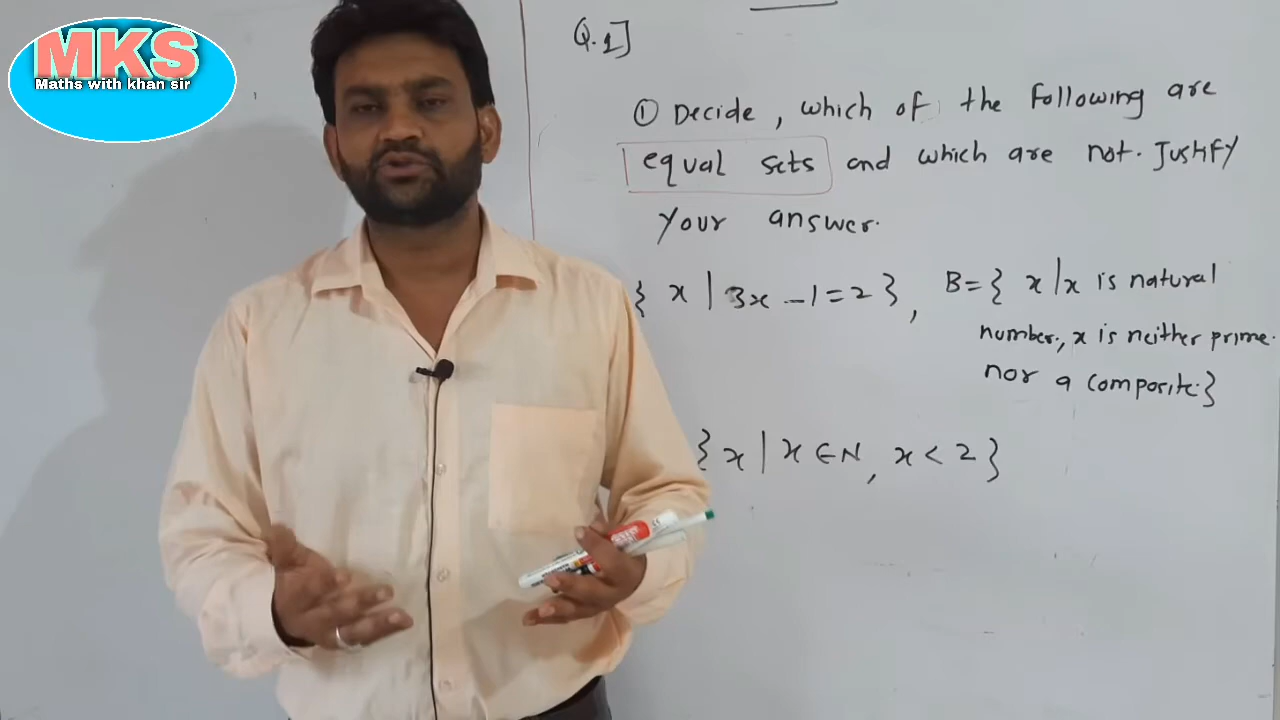 MKS
Maths with khan sir
Q.1]
① Decide, which of the following are
equal sets and which are not. Justify
your answer.
{ x | 3x - 1 = 2 }, B = { x | x is natural
number, x is neither prime
nor a composite }
{ x | x ∈ N, x < 2 }